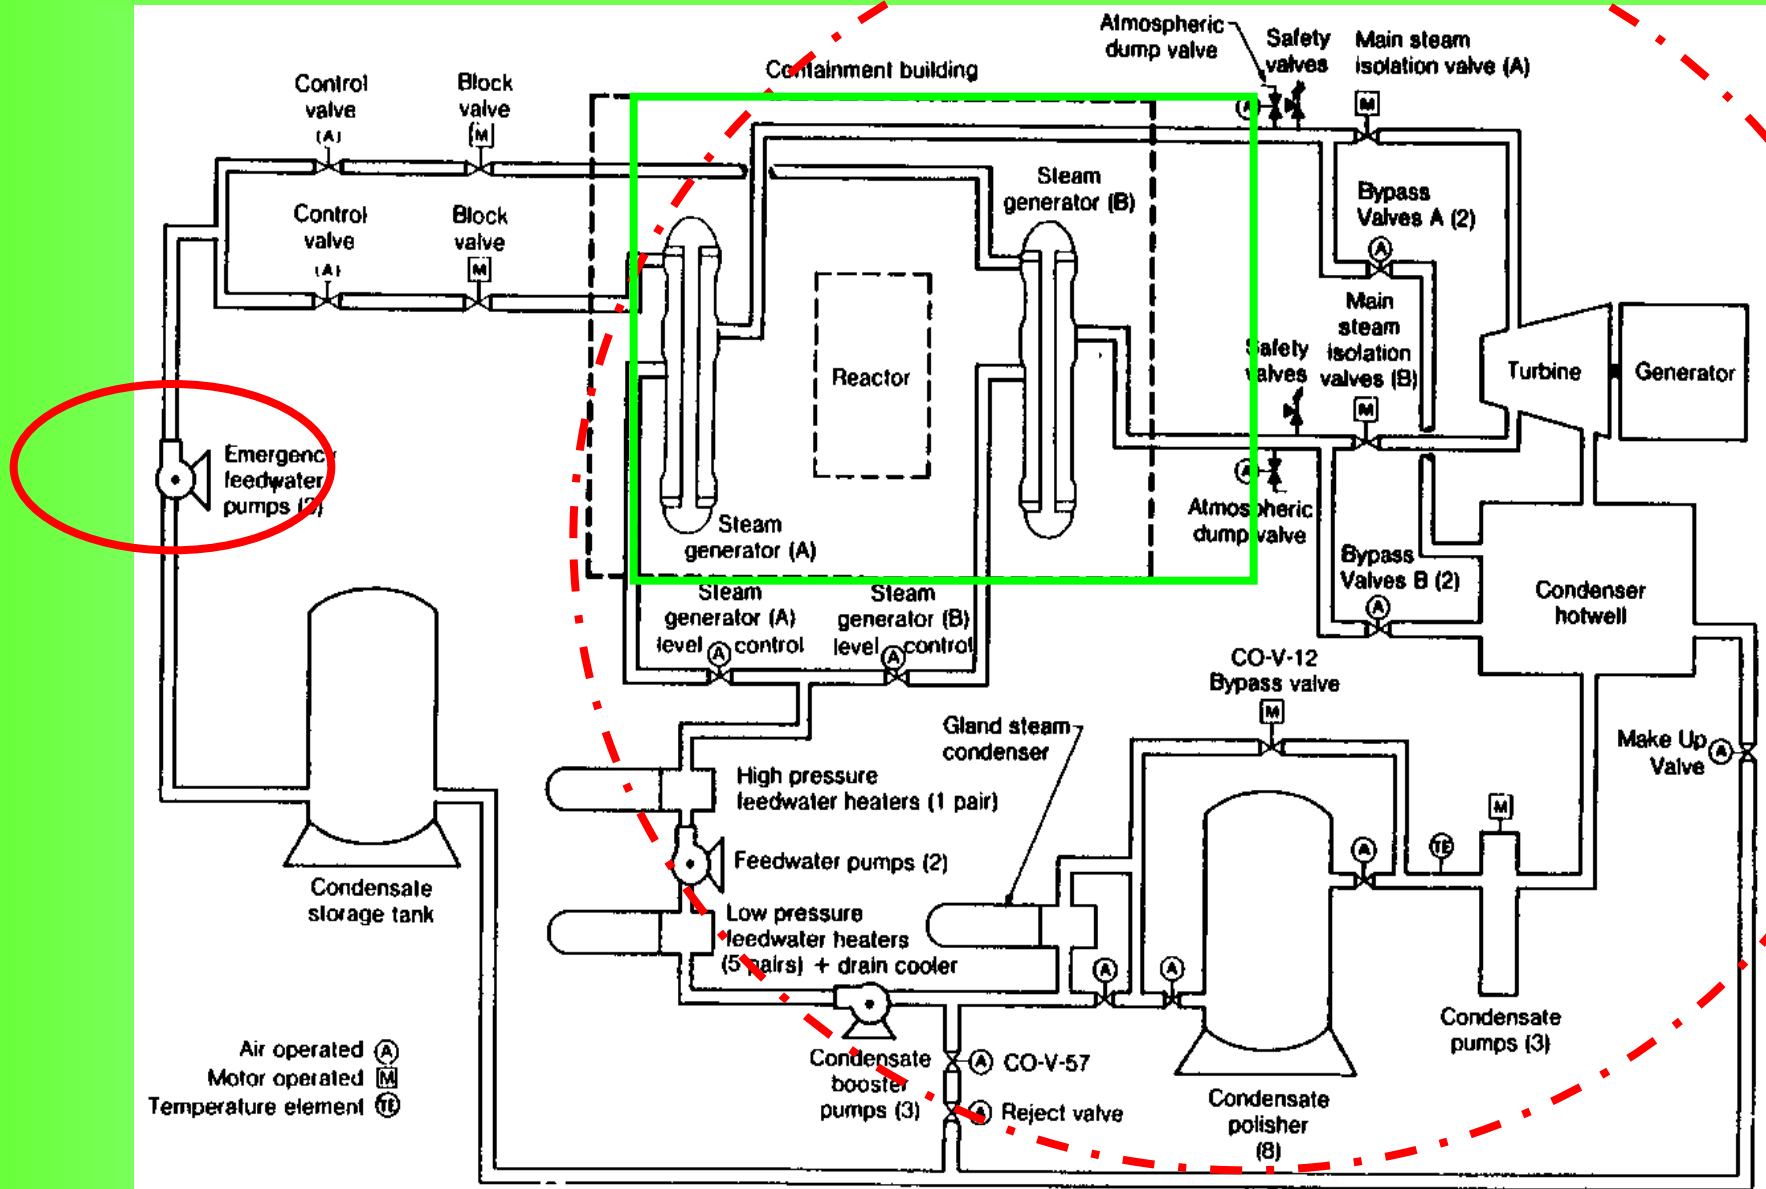 Atmospheric
dump valve
Safety
valves
Main steam
isolation valve (A)
Containment building
Control
valve
(A)
Block
valve
M
A
M
Control
valve
(A)
Block
valve
M
Steam
generator (B)
Bypass
Valves A (2)
A
Main
steam
isolation
valves (B)
M
Safety
valves
Reactor
Turbine
Generator
Emergency
feedwater
pumps (3)
A
Atmospheric
dump valve
Steam
generator (A)
Bypass
Valves B (2)
A
Condenser
hotwell
Steam
generator (A)
level control
A
Steam
generator (B)
level control
A
CO-V-12
Bypass valve
M
Gland steam
condenser
Make Up
Valve
A
High pressure
feedwater heaters (1 pair)
M
Feedwater pumps (2)
A
TE
Condensate
storage tank
Low pressure
feedwater heaters
(5 pairs) + drain cooler
A
A
Condensate
pumps (3)
Air operated A
Motor operated M
Temperature element TE
Condensate
booster
pumps (3)
A CO-V-57
A Reject valve
Condensate
polisher
(8)